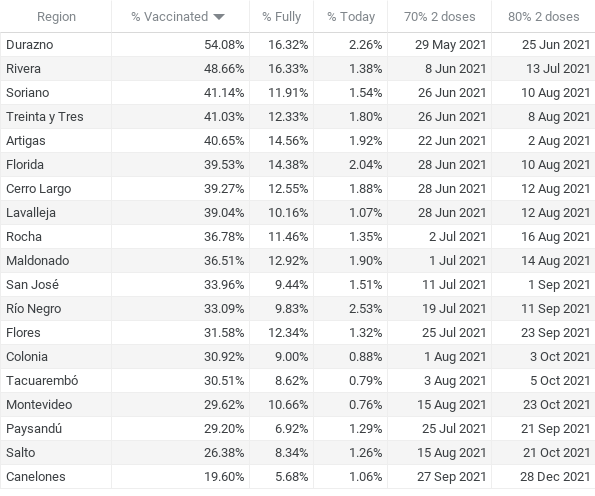 Region % Vaccinated % Fully % Today 70% 2 doses 80% 2 doses
Durazno 54.08% 16.32% 2.26% 29 May 2021 25 Jun 2021
Rivera 48.66% 16.33% 1.38% 8 Jun 2021 13 Jul 2021
Soriano 41.14% 11.91% 1.54% 26 Jun 2021 10 Aug 2021
Treinta y Tres 41.03% 12.33% 1.80% 26 Jun 2021 8 Aug 2021
Artigas 40.65% 14.56% 1.92% 22 Jun 2021 2 Aug 2021
Florida 39.53% 14.38% 2.04% 28 Jun 2021 10 Aug 2021
Cerro Largo 39.27% 12.55% 1.88% 28 Jun 2021 12 Aug 2021
Lavalleja 39.04% 10.16% 1.07% 28 Jun 2021 12 Aug 2021
Rocha 36.78% 11.46% 1.35% 2 Jul 2021 16 Aug 2021
Maldonado 36.51% 12.92% 1.90% 1 Jul 2021 14 Aug 2021
San José 33.96% 9.44% 1.51% 11 Jul 2021 1 Sep 2021
Río Negro 33.09% 9.83% 2.53% 19 Jul 2021 11 Sep 2021
Flores 31.58% 12.34% 1.32% 25 Jul 2021 23 Sep 2021
Colonia 30.92% 9.00% 0.88% 1 Aug 2021 3 Oct 2021
Tacuarembó 30.51% 8.62% 0.79% 3 Aug 2021 5 Oct 2021
Montevideo 29.62% 10.66% 0.76% 15 Aug 2021 23 Oct 2021
Paysandú 29.20% 6.92% 1.29% 25 Jul 2021 21 Sep 2021
Salto 26.38% 8.34% 1.26% 15 Aug 2021 21 Oct 2021
Canelones 19.60% 5.68% 1.06% 27 Sep 2021 28 Dec 2021